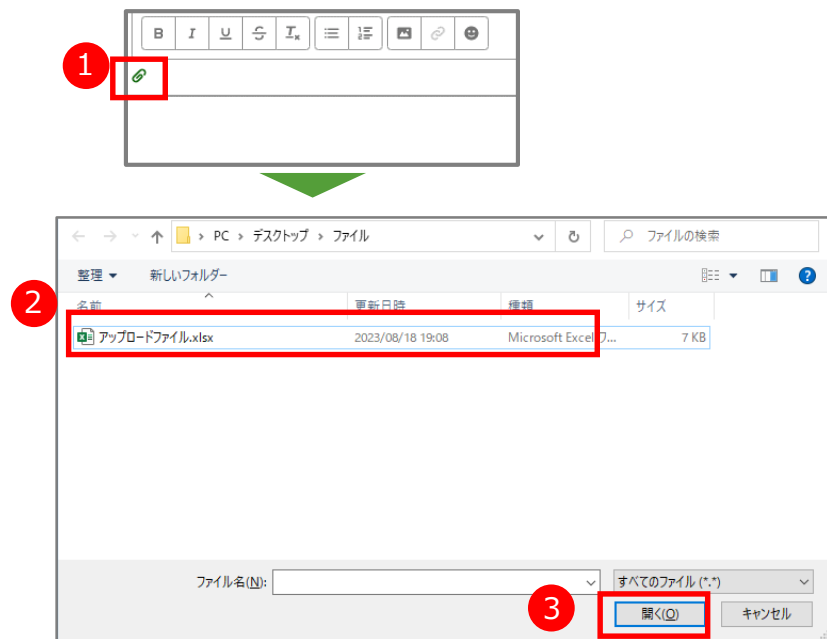 B I U S Tx
1
PC > デスクトップ > ファイル
ファイルの検索
整理 新しいフォルダー
2
名前 更新日時 種類 サイズ
アップロードファイル.xlsx 2023/08/18 19:08 Microsoft Excel ワ... 7 KB
ファイル名(N): すべてのファイル (*.*)
3
開く(O) キャンセル